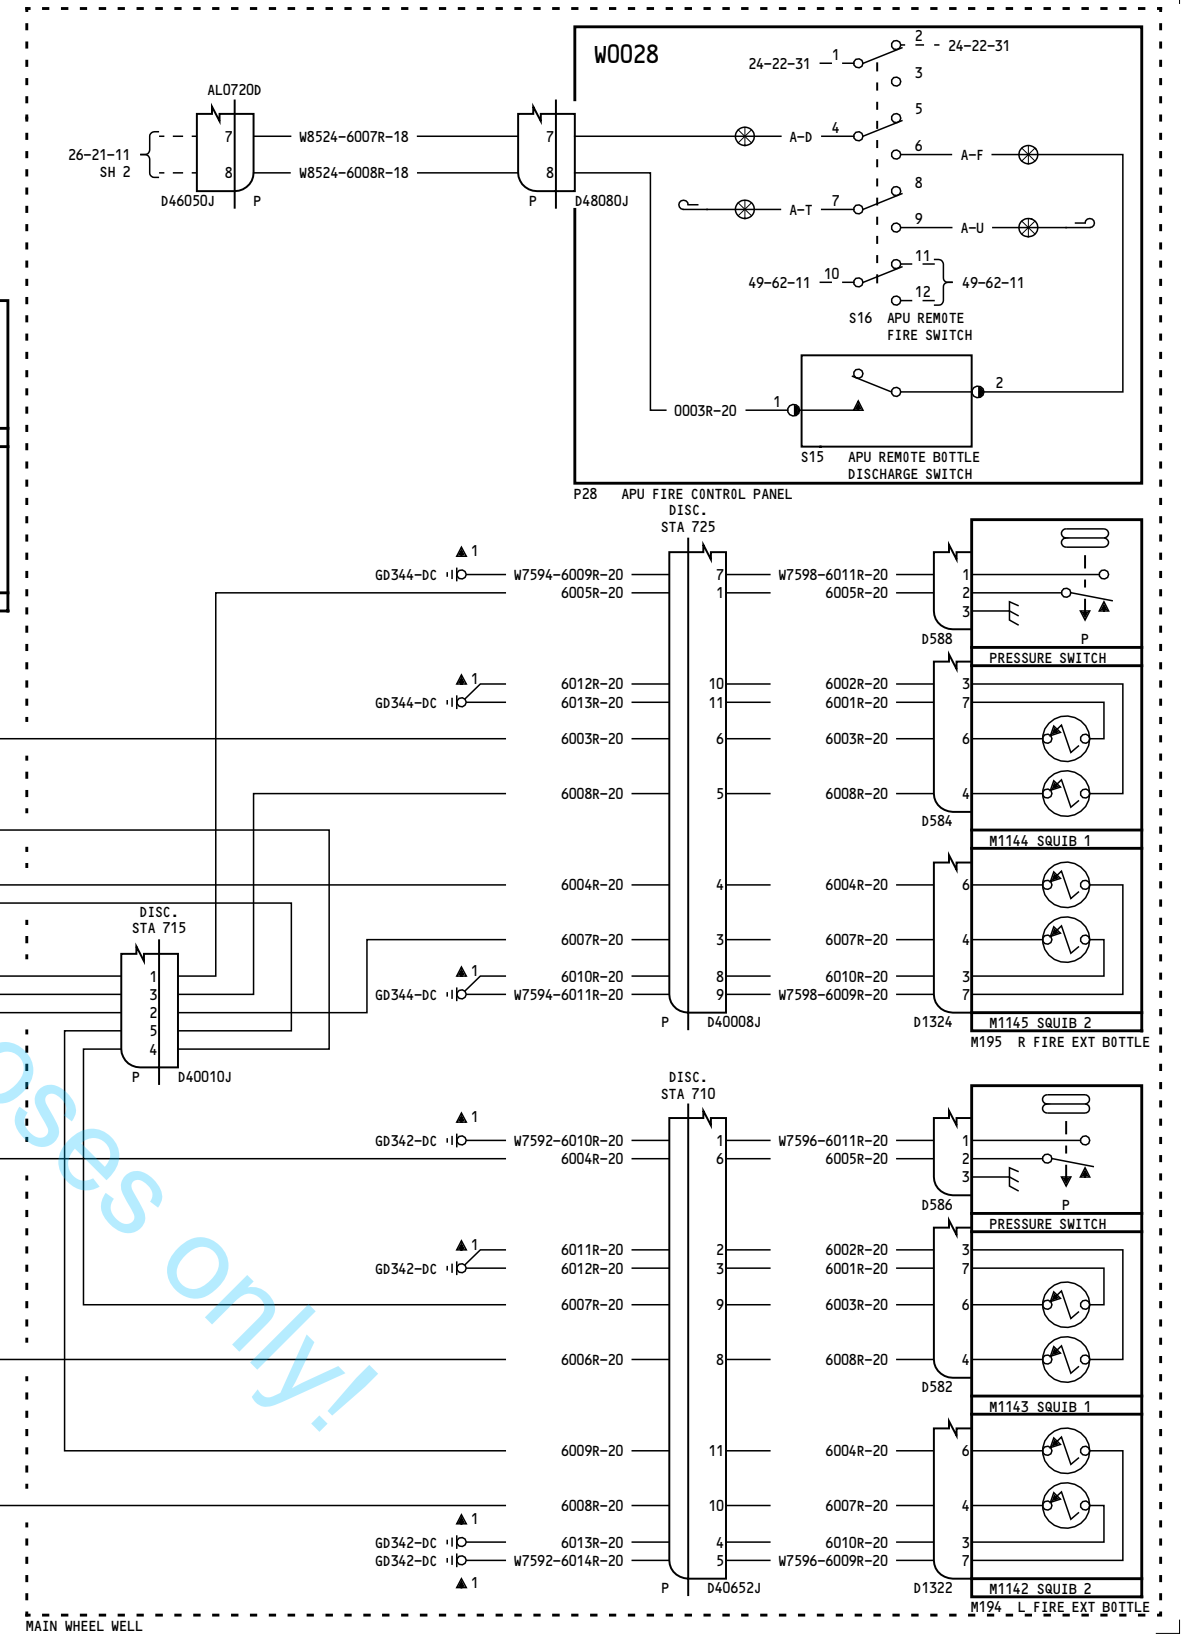 W0028
24-22-31 1 2 24-22-31
3
AL0720D
5
7 W8524-6007R-18 7 A-D 4
26-21-11
SH 2
6 A-F
8 W8524-6008R-18 8
8
D46050J P P D48080J
A-T 7
9 A-U
11
49-62-11 10 49-62-11
12
S16 APU REMOTE
FIRE SWITCH
2
0003R-20 1
S15 APU REMOTE BOTTLE
DISCHARGE SWITCH
P28 APU FIRE CONTROL PANEL
DISC.
STA 725
1
GD344-DC W7594-6009R-20 7 W7598-6011R-20 1
6005R-20 1 6005R-20 2
3
D588 P
PRESSURE SWITCH
1
6012R-20 10 6002R-20 3
GD344-DC 6013R-20 11 6001R-20 7
6003R-20 6 6003R-20 6
6008R-20 5 6008R-20 4
D584
M1144 SQUIB 1
6004R-20 4 6004R-20 6
DISC.
STA 715
6007R-20 3 6007R-20 4
1
1 6010R-20 8 6010R-20 3
3 GD344-DC W7594-6011R-20 9 W7598-6009R-20 7
2
P D40008J D1324 M1145 SQUIB 2
5
M195 R FIRE EXT BOTTLE
4
P D40010J
DISC.
STA 710
1
GD342-DC W7592-6010R-20 1 W7596-6011R-20 1
6004R-20 6 6005R-20 2
3
D586 P
PRESSURE SWITCH
1
6011R-20 2 6002R-20 3
GD342-DC 6012R-20 3 6001R-20 7
6007R-20 9 6003R-20 6
6006R-20 8 6008R-20 4
D582
M1143 SQUIB 1
6009R-20 11 6004R-20 6
6008R-20 10 6007R-20 4
1
GD342-DC 6013R-20 4 6010R-20 3
GD342-DC W7592-6014R-20 5 W7596-6009R-20 7
1
P D40652J D1322 M1142 SQUIB 2
M194 L FIRE EXT BOTTLE
MAIN WHEEL WELL
oses only!